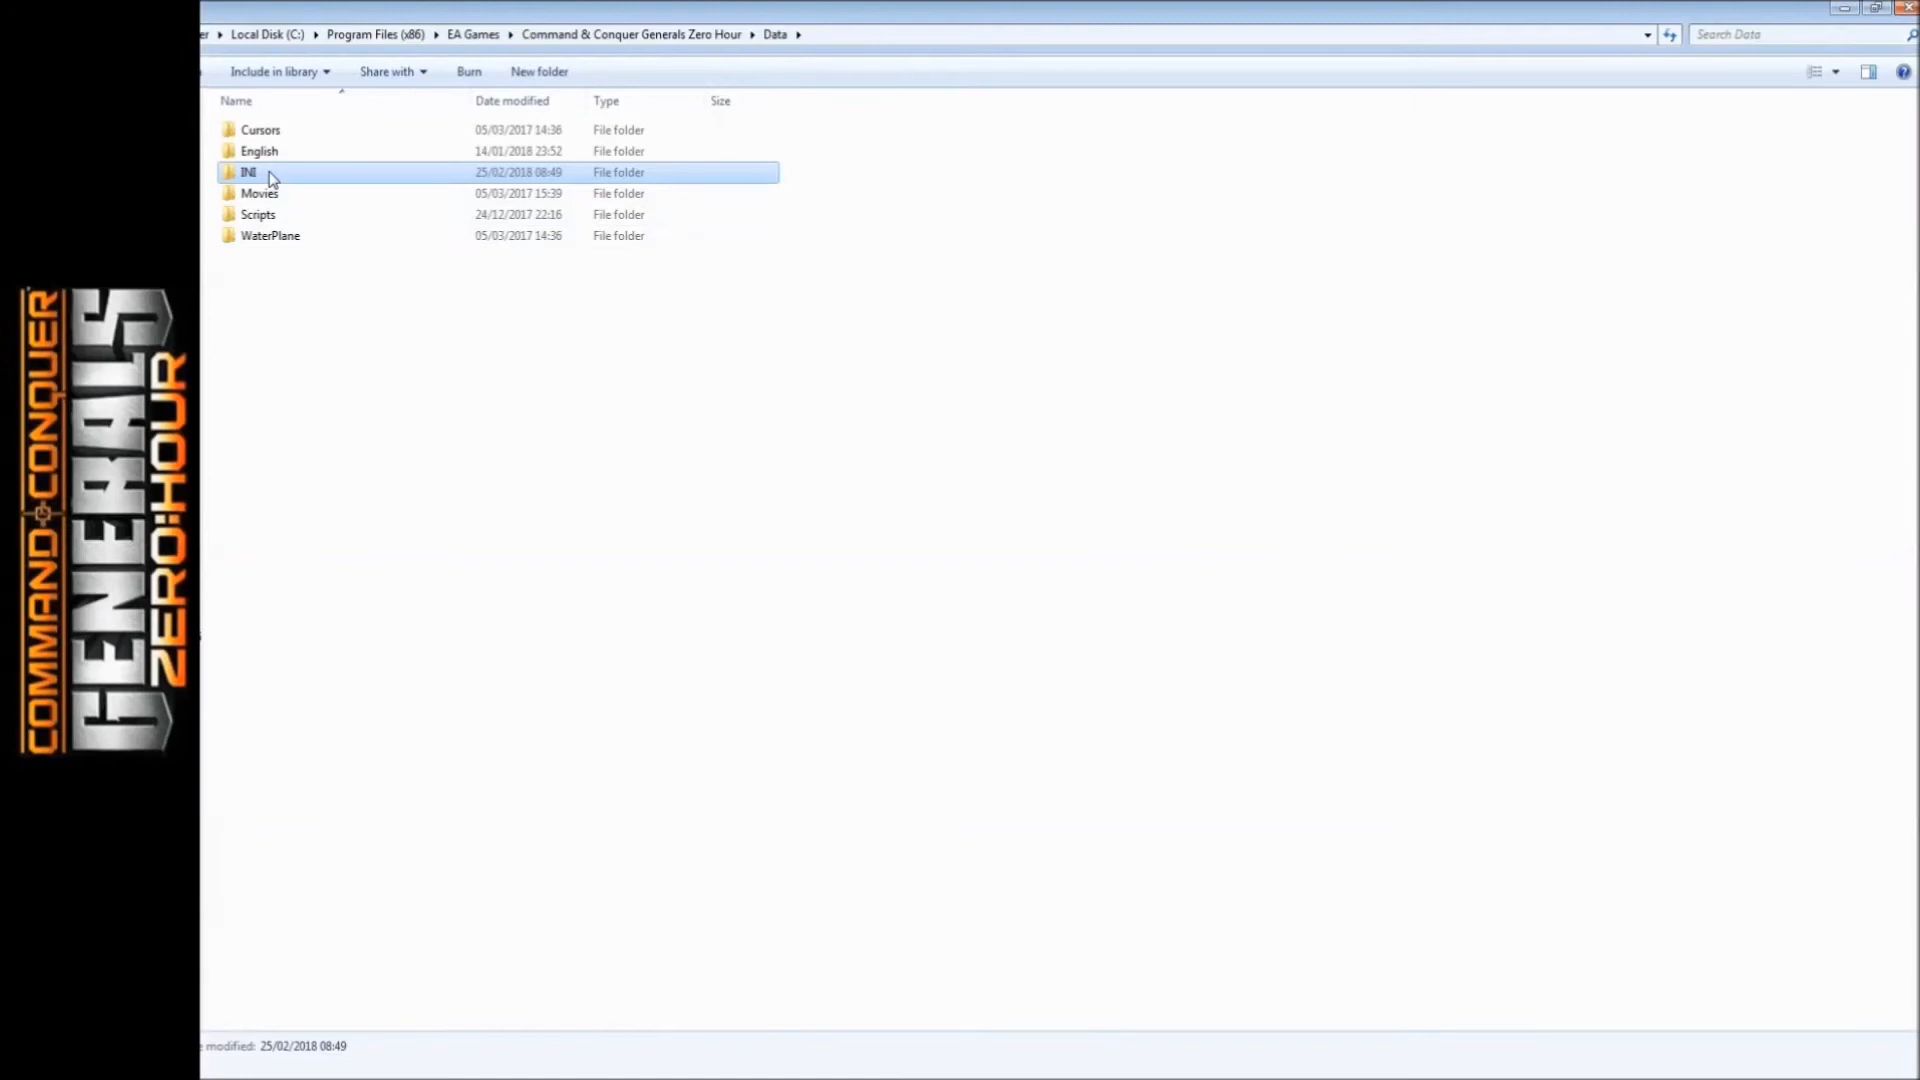 er ▸ Local Disk (C:) ▸ Program Files (x86) ▸ EA Games ▸ Command & Conquer Generals Zero Hour ▸ Data ▸
Search Data
Include in library Share with Burn New folder
Name Date modified Type Size
Cursors 05/03/2017 14:36 File folder
English 14/01/2018 23:52 File folder
INI 25/02/2018 08:49 File folder
Movies 05/03/2017 15:39 File folder
Scripts 24/12/2017 22:16 File folder
WaterPlane 05/03/2017 14:36 File folder
COMMAND CONQUER
GENERALS
ZERO:HOUR
e modified: 25/02/2018 08:49